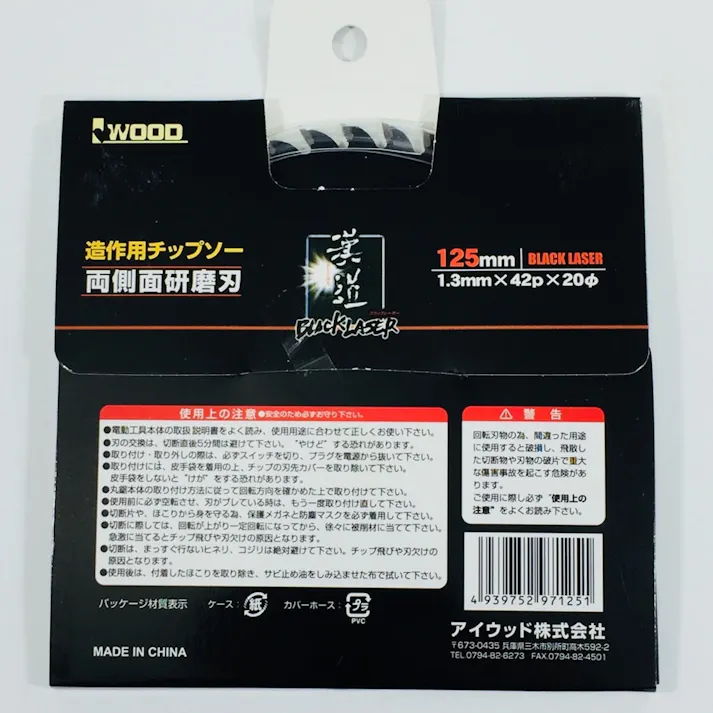 iWOOD
造作用チップソー
両側面研磨刃
漢道
ブラックレーザー
BLACKLASER
125mm BLACK LASER
1.3mm×42p×20φ
使用上の注意 ●安全のため必ずお守り下さい。
●電動工具本体の取扱説明書をよく読み、使用用途に合わせて正しくお使い下さい。
●刃の交換は、切断直後5分間は避けて下さい。“やけど”する恐れがあります。
●取り付け・取り外しの際は、必ずスイッチを切り、プラグを電源から抜いて下さい。
●取り付けには、皮手袋を着用の上、チップの刃先カバーを取り除いて下さい。
皮手袋をしないと“けが”をする恐れがあります。
●丸鋸本体の取り付け方法に従って回転方向を確かめた上で取り付けて下さい。
●使用前に必ず空転させ、刃がブレている時は、もう一度取り付け直して下さい。
●切断片や、ほこりから身を守る為、保護メガネと防塵マスクを必ず着用して下さい。
●切断に際しては、回転が上がり一定回転になってから、徐々に被削材に当てて下さい。
急激に当てるとチップ飛びや刃欠けの原因となります。
●切断は、まっすぐ行ないヒネリ、コジリは絶対避けて下さい。チップ飛びや刃欠けの
原因となります。
●使用後は、付着したほこりを取り除き、サビ止め油をしみ込ませた布で拭いて下さい。
⚠ 警告
回転刃物の為、間違った用途
に使用すると破損し、飛散し
た切断物や刃物の破片で重大
な傷害事故を起こす危険があ
ります。
ご使用に際し必ず“使用上の
注意”をよくお読み下さい。
4 939752 971251
パッケージ材質表示 ケース: 紙 カバーホース: プラ
PVC
アイウッド株式会社
〒673-0435 兵庫県三木市別所町高木592-2
TEL.0794-82-6273 FAX.0794-82-4501
MADE IN CHINA